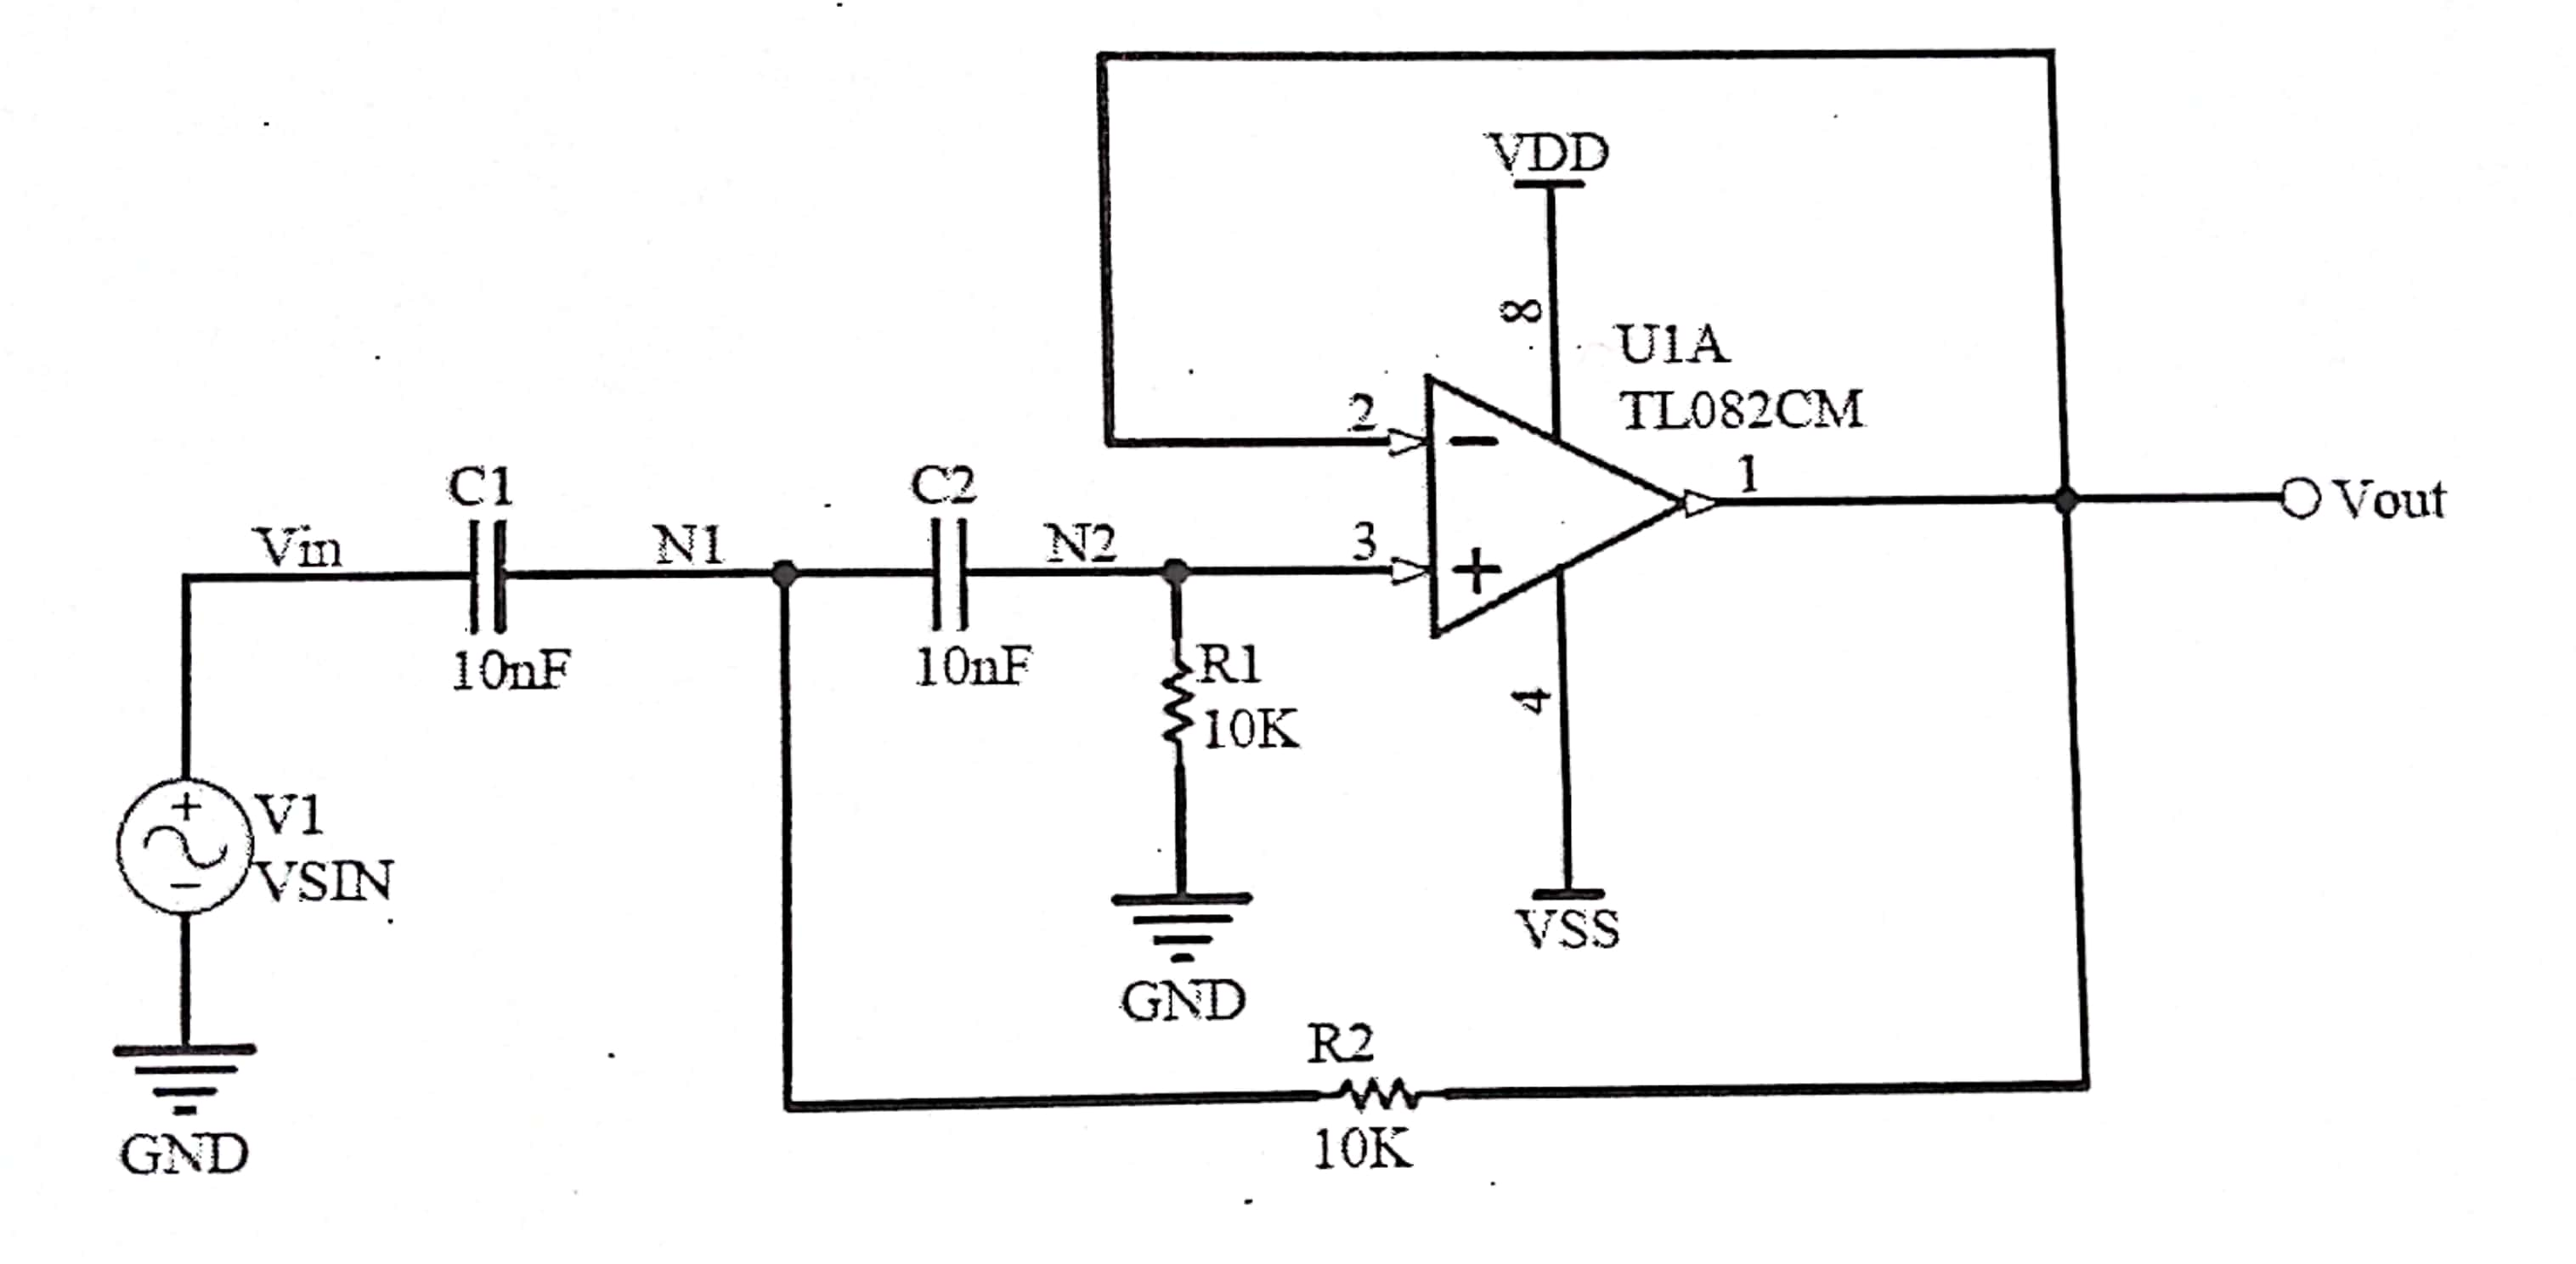 VDD
8
U1A
TL082CM
2
−
1
Vout
C1
C2
Vin
N1
N2
3
+
10nF
10nF
R1
10K
4
+
V1
−
VSIN
VSS
GND
R2
GND
10K